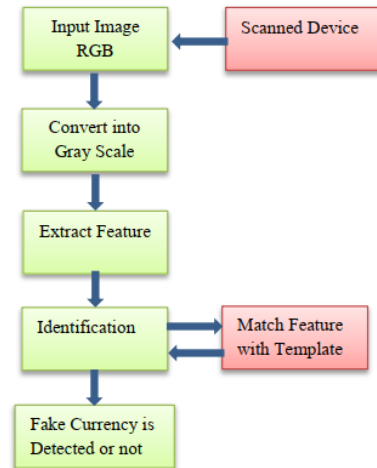 Input Image
RGB
Scanned Device
Convert into
Gray Scale
Extract Feature
Identification
Match Feature
with Template
Fake Currency is
Detected or not